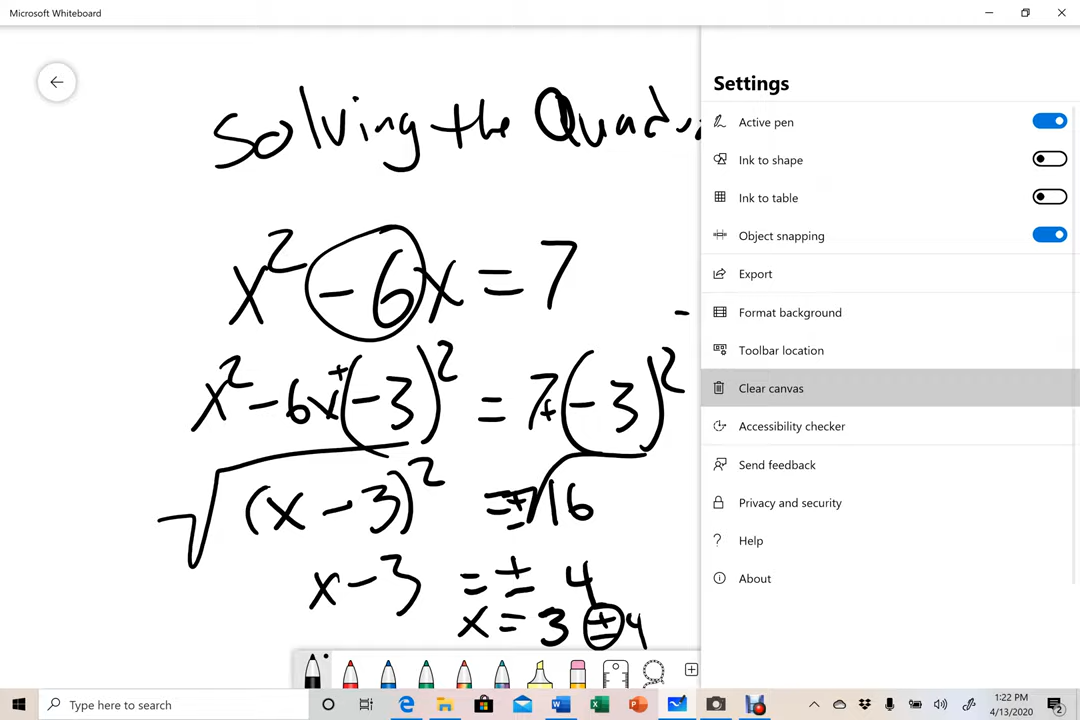 Microsoft Whiteboard
Solving the Quad
x² - 6x = 7
x² - 6x + (-3)² = 7 + (-3)²
√(x - 3)² = ±√16
x - 3 = ± 4
x = 3 ± 4
Settings
Active pen
Ink to shape
Ink to table
Object snapping
Export
Format background
Toolbar location
Clear canvas
Accessibility checker
Send feedback
Privacy and security
Help
About
Type here to search
1:22 PM
4/13/2020
2